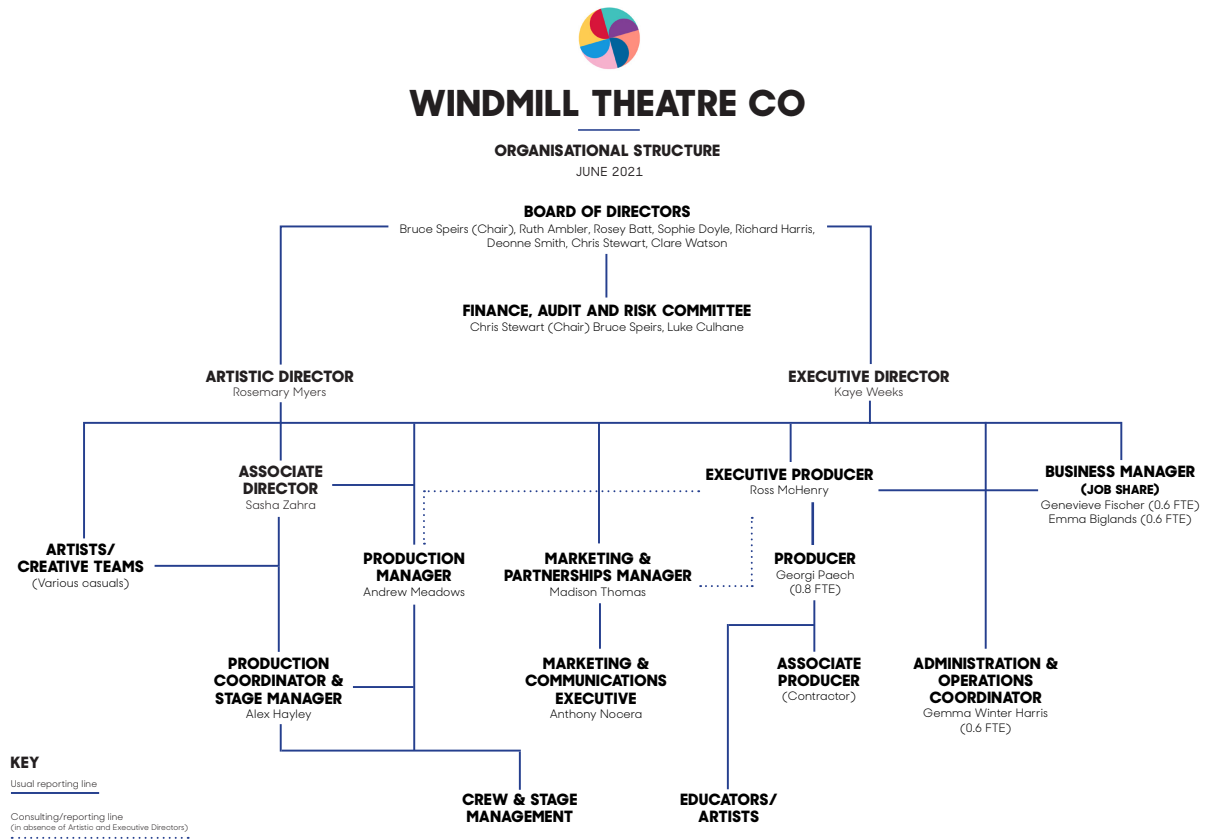 WINDMILL THEATRE CO
ORGANISATIONAL STRUCTURE
JUNE 2021
BOARD OF DIRECTORS
Bruce Speirs (Chair), Ruth Ambler, Rosey Batt, Sophie Doyle, Richard Harris,
Deonne Smith, Chris Stewart, Clare Watson
FINANCE, AUDIT AND RISK COMMITTEE
Chris Stewart (Chair) Bruce Speirs, Luke Culhane
ARTISTIC DIRECTOR
Rosemary Myers
EXECUTIVE DIRECTOR
Kaye Weeks
ASSOCIATE
DIRECTOR
Sasha Zahra
EXECUTIVE PRODUCER
Ross McHenry
BUSINESS MANAGER
(JOB SHARE)
Genevieve Fischer (0.6 FTE)
Emma Biglands (0.6 FTE)
ARTISTS/
CREATIVE TEAMS
(Various casuals)
PRODUCTION
MANAGER
Andrew Meadows
MARKETING &
PARTNERSHIPS MANAGER
Madison Thomas
PRODUCER
Georgi Paech
(0.8 FTE)
PRODUCTION
COORDINATOR &
STAGE MANAGER
Alex Hayley
MARKETING &
COMMUNICATIONS
EXECUTIVE
Anthony Nocera
ASSOCIATE
PRODUCER
(Contractor)
ADMINISTRATION &
OPERATIONS
COORDINATOR
Gemma Winter Harris
(0.6 FTE)
CREW & STAGE
MANAGEMENT
EDUCATORS/
ARTISTS
KEY
Usual reporting line
Consulting/reporting line
(in absence of Artistic and Executive Directors)